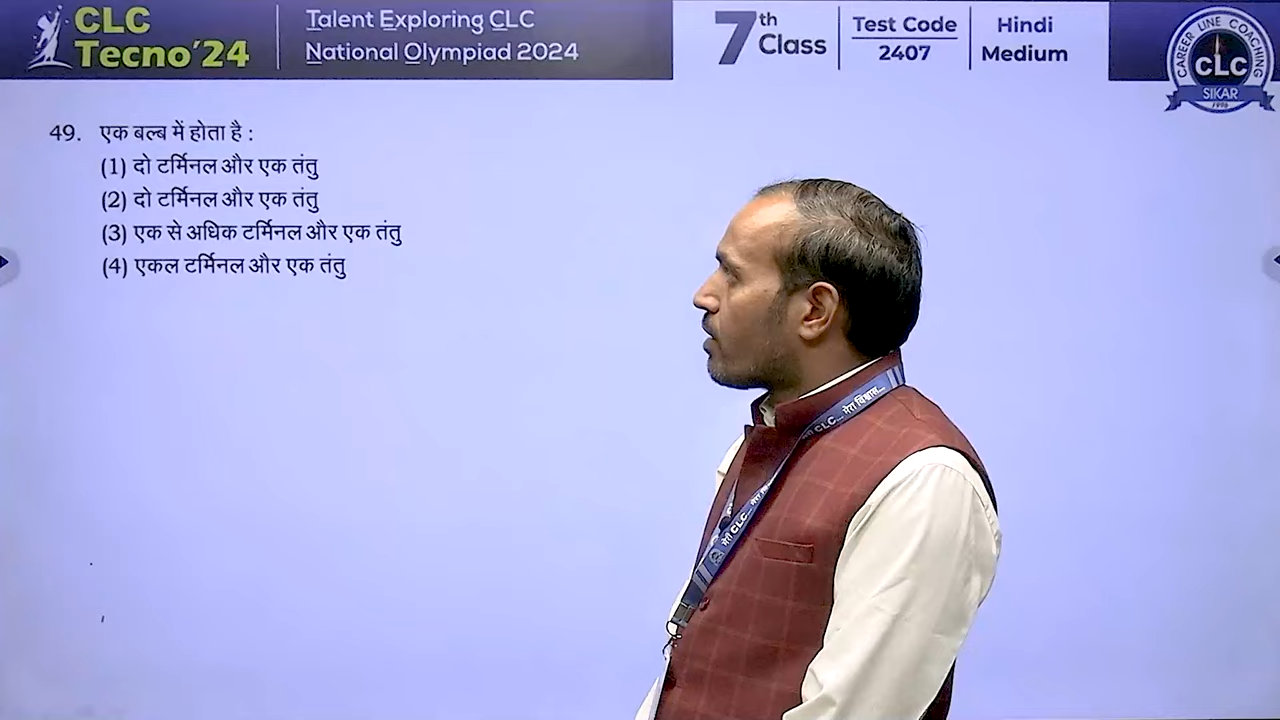 CLC
Tecno'24
Talent Exploring CLC
National Olympiad 2024
7th Class
Test Code
2407
Hindi
Medium
CAREER LINE COACHING
CLC
SIKAR
1996
49. एक बल्ब में होता है :
(1) दो टर्मिनल और एक तंतु
(2) दो टर्मिनल और एक तंतु
(3) एक से अधिक टर्मिनल और एक तंतु
(4) एकल टर्मिनल और एक तंतु
CLC... मेरा विश्वास...
मेरा CLC...